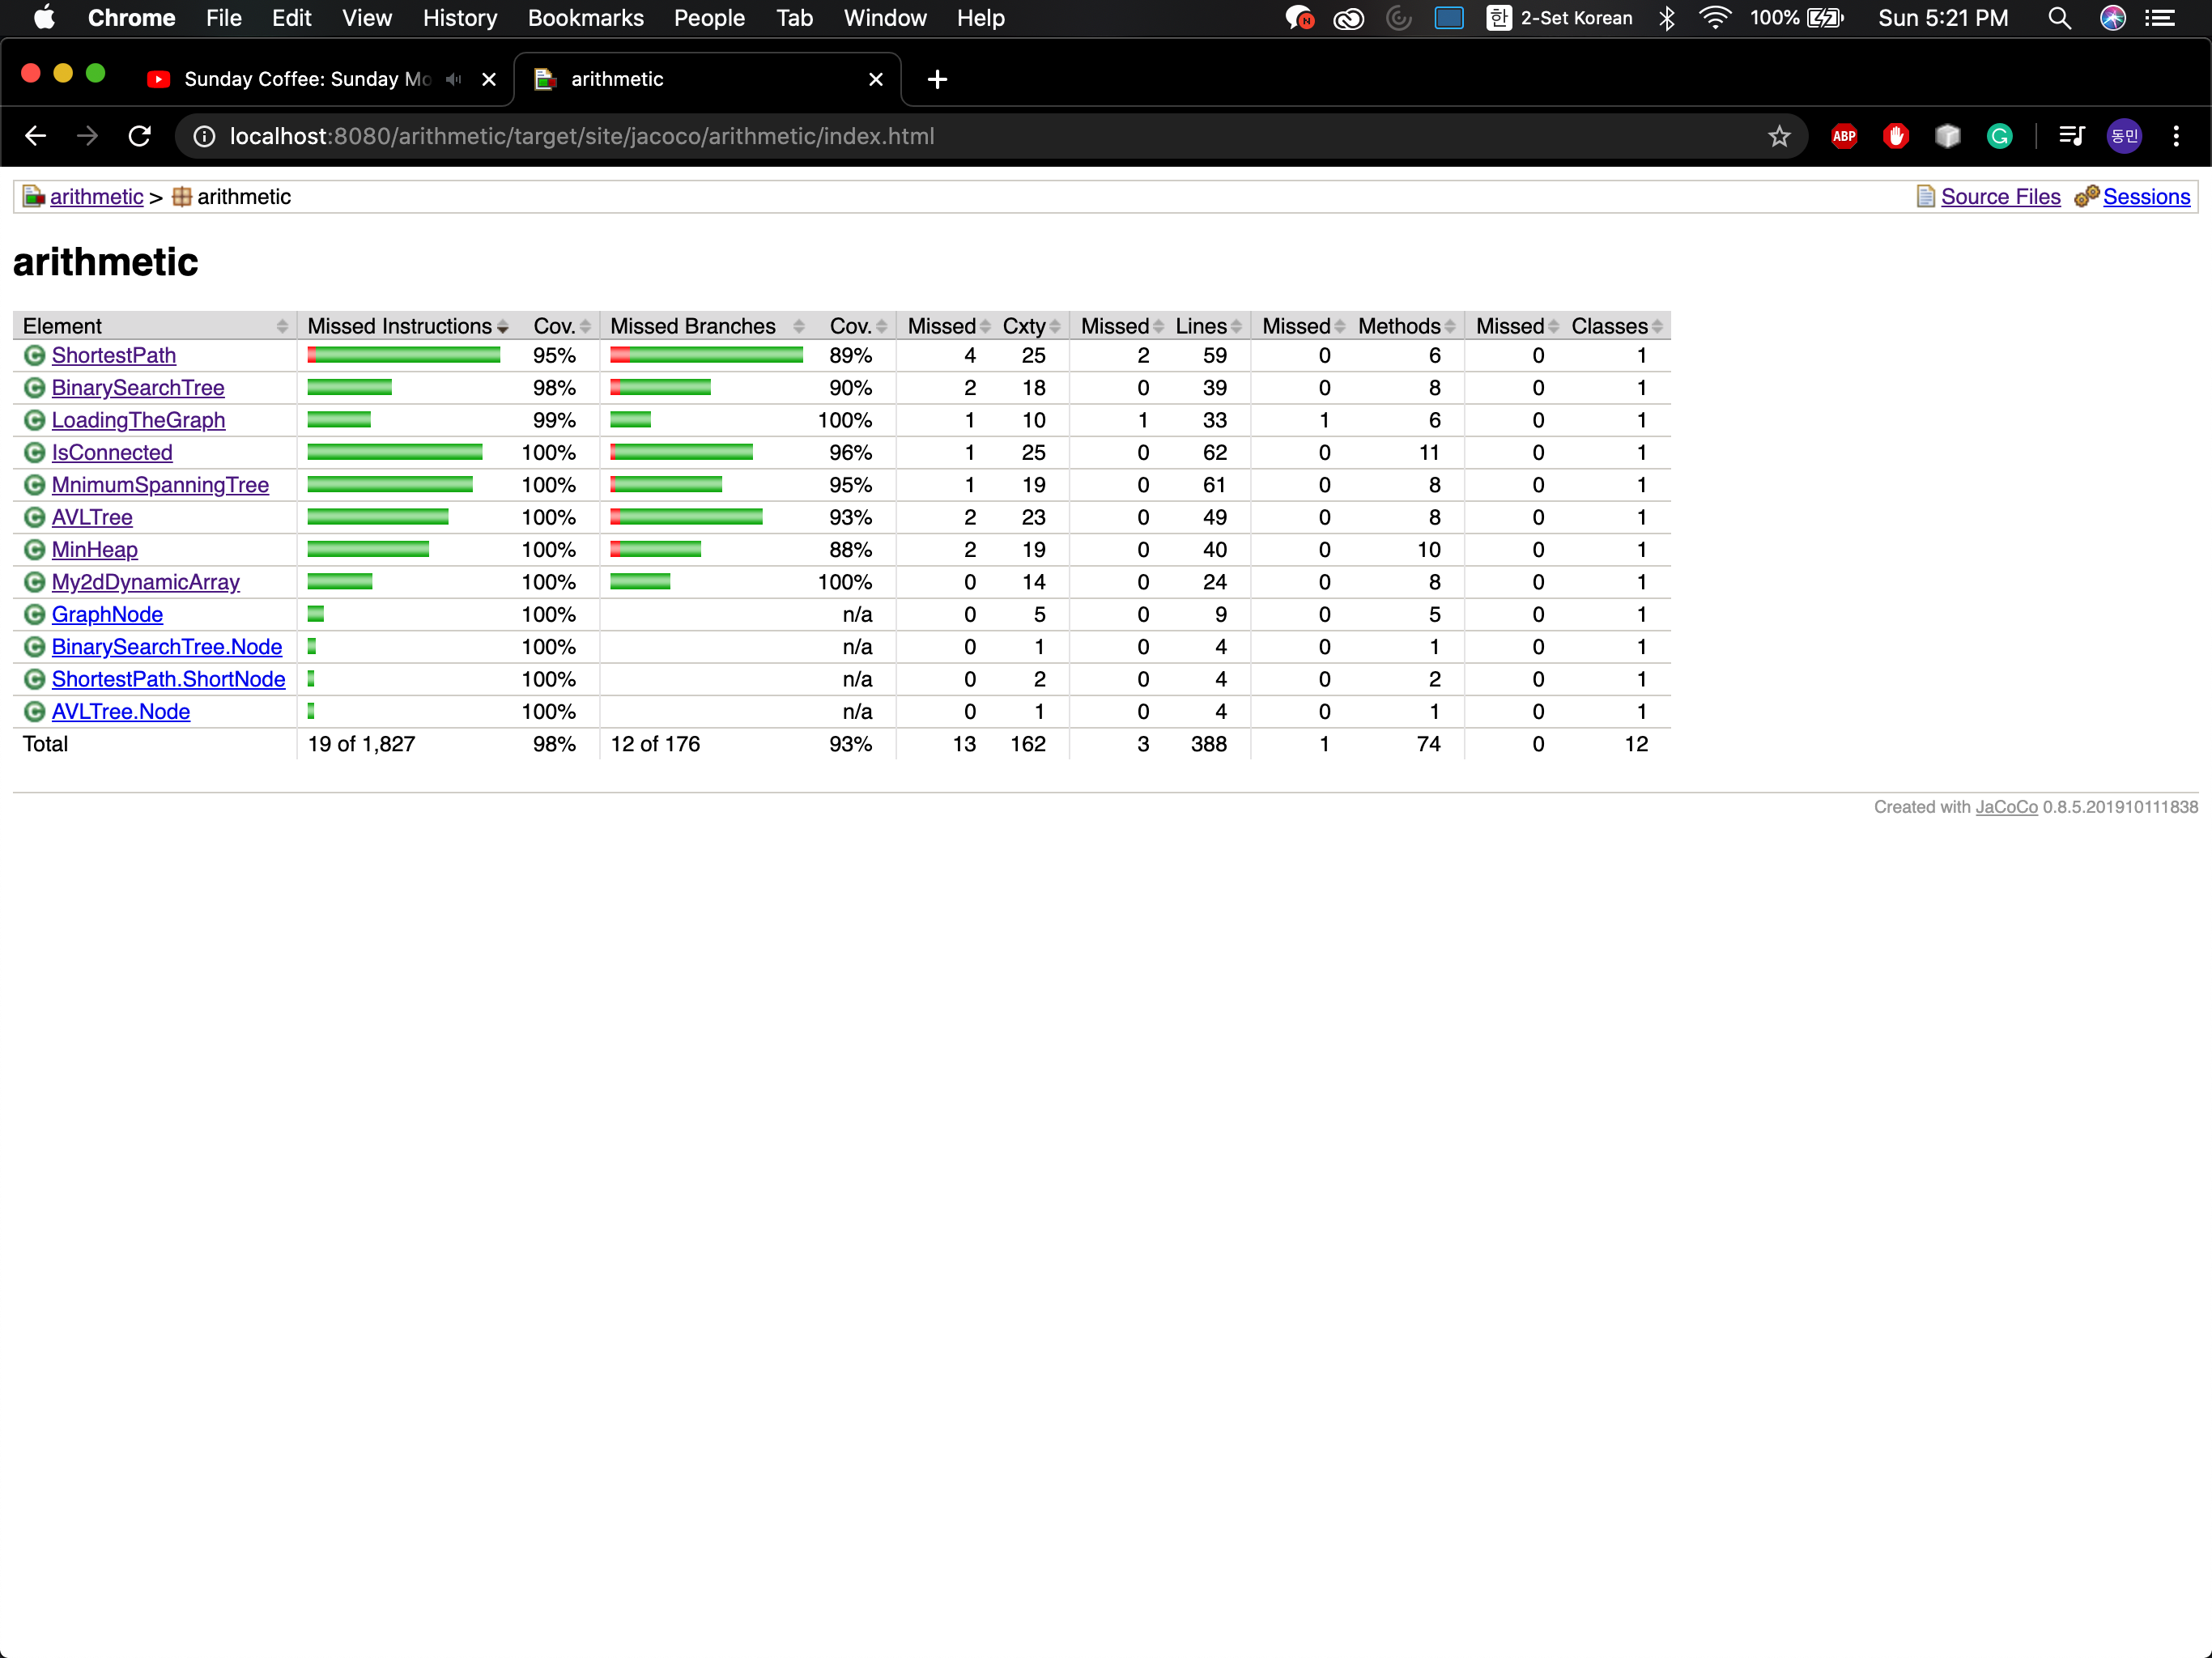 Chrome File Edit View History Bookmarks People Tab Window Help 한 2-Set Korean 100% Sun 5:21 PM
Sunday Coffee: Sunday Mo arithmetic
localhost:8080/arithmetic/target/site/jacoco/arithmetic/index.html ABP G 동민
arithmetic > arithmetic Source Files Sessions
arithmetic
Element Missed Instructions Cov. Missed Branches Cov. Missed Cxty Missed Lines Missed Methods Missed Classes
C ShortestPath 95% 89% 4 25 2 59 0 6 0 1
C BinarySearchTree 98% 90% 2 18 0 39 0 8 0 1
C LoadingTheGraph 99% 100% 1 10 1 33 1 6 0 1
C IsConnected 100% 96% 1 25 0 62 0 11 0 1
C MnimumSpanningTree 100% 95% 1 19 0 61 0 8 0 1
C AVLTree 100% 93% 2 23 0 49 0 8 0 1
C MinHeap 100% 88% 2 19 0 40 0 10 0 1
C My2dDynamicArray 100% 100% 0 14 0 24 0 8 0 1
C GraphNode 100% n/a 0 5 0 9 0 5 0 1
C BinarySearchTree.Node 100% n/a 0 1 0 4 0 1 0 1
C ShortestPath.ShortNode 100% n/a 0 2 0 4 0 2 0 1
C AVLTree.Node 100% n/a 0 1 0 4 0 1 0 1
Total 19 of 1,827 98% 12 of 176 93% 13 162 3 388 1 74 0 12
Created with JaCoCo 0.8.5.201910111838